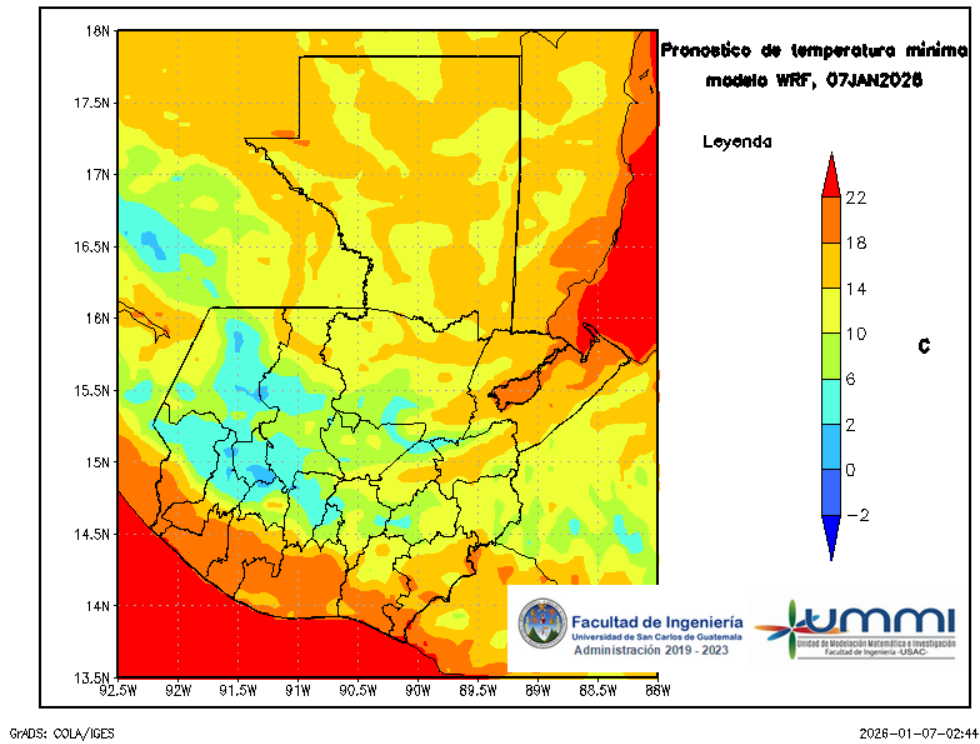 Pronostico de temperatura minima
modelo WRF, 07JAN2026
Leyenda
22
18
14
10
6
2
0
−2
C
18N
17.5N
17N
16.5N
16N
15.5N
15N
14.5N
14N
13.5N
92.5W 92W 91.5W 91W 90.5W 90W 89.5W 89W 88.5W 88W
Facultad de Ingeniería
Universidad de San Carlos de Guatemala
Administración 2019 - 2023
ummi
Unidad de Modelación Matemática e Investigación
Facultad de Ingeniería -USAC-
GrADS: COLA/IGES
2026-01-07-02:44